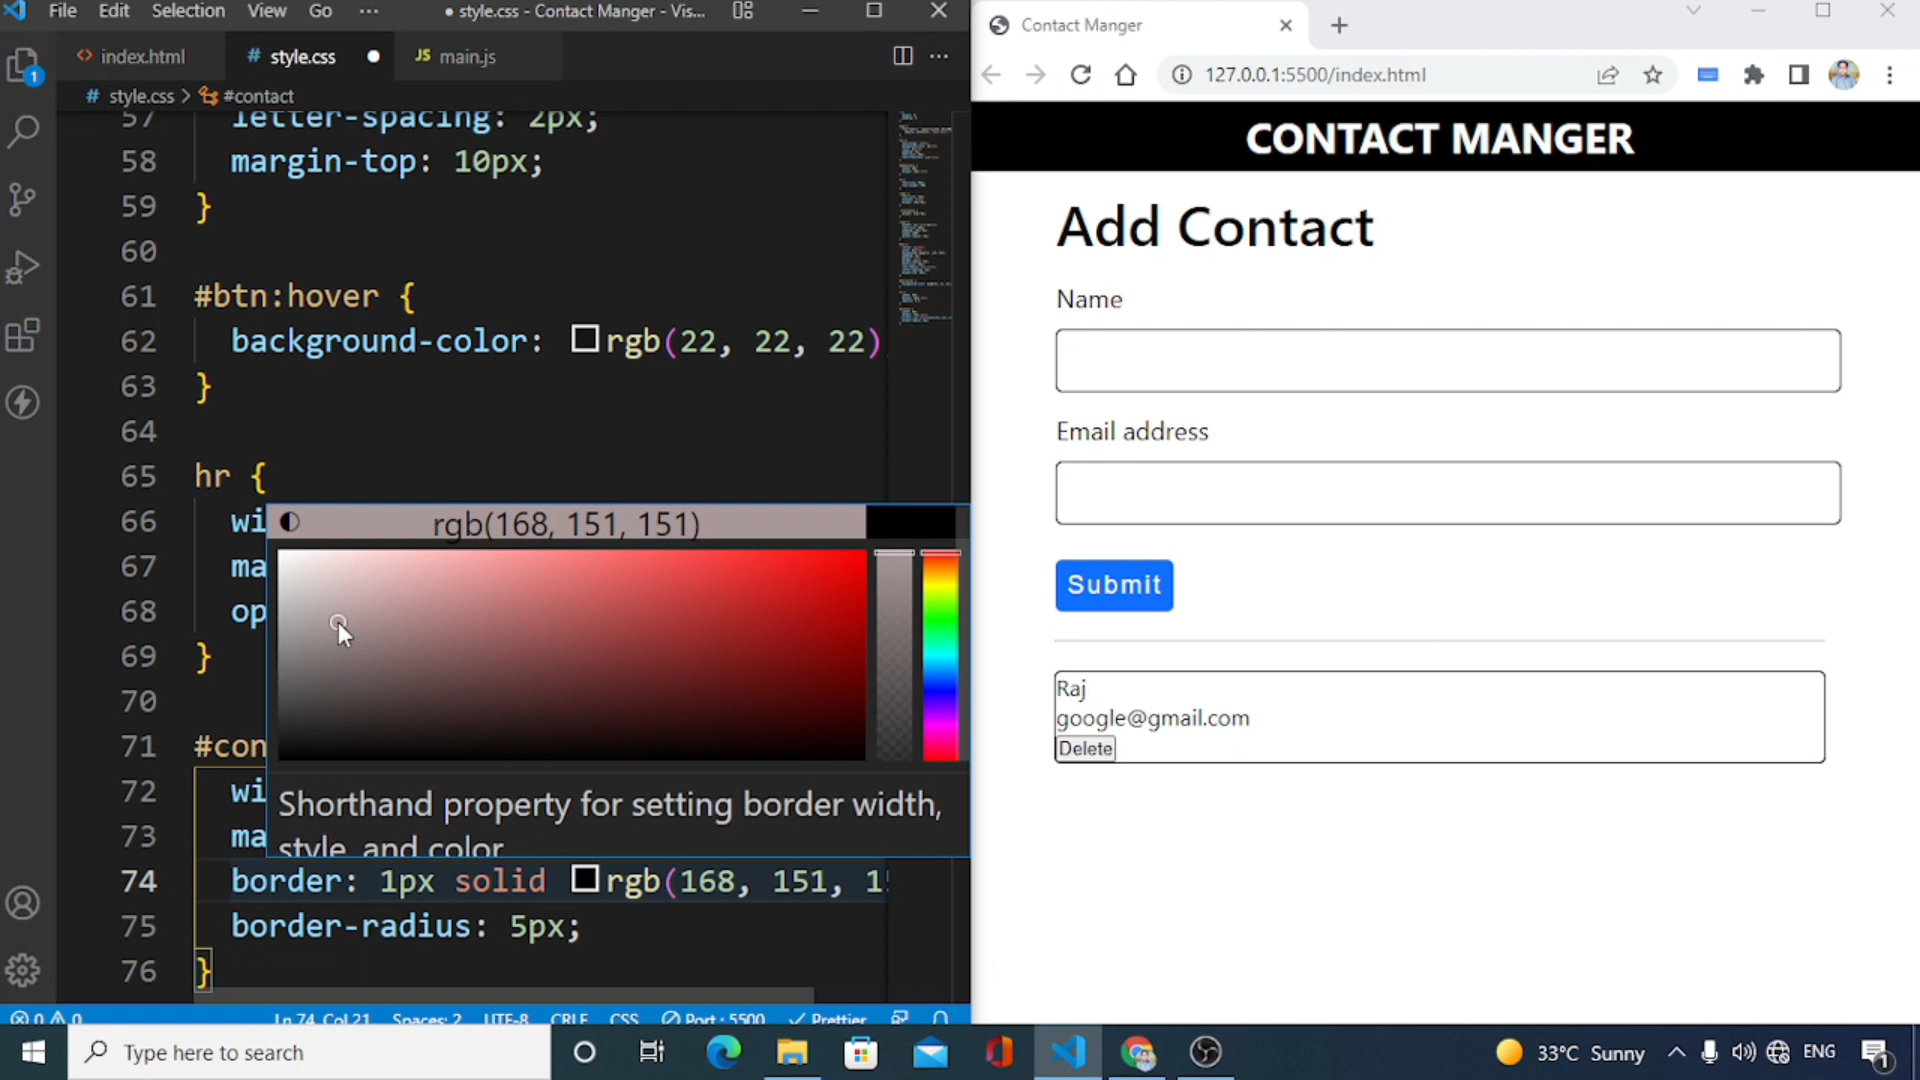 File Edit Selection View Go ··· ● style.css - Contact Manger - Vis...
index.html # style.css ● JS main.js ···
# style.css > #contact
57 letter-spacing: 2px;
58 margin-top: 10px;
59 }
60
61 #btn:hover {
62 background-color: rgb(22, 22, 22)
63 }
64
65 hr {
66 wi
67 ma
68 op
69 }
70
71 #con
72 wi
73 ma
74 border: 1px solid rgb(168, 151, 1
75 border-radius: 5px;
76 }
rgb(168, 151, 151)
Shorthand property for setting border width,
style, and color
1
0 0 Ln 74, Col 21 Spaces: 2 UTF-8 CRLF CSS Port : 5500 Prettier
Contact Manger
127.0.0.1:5500/index.html
CONTACT MANGER
Add Contact
Name
Email address
Submit
Raj
google@gmail.com
Delete
Type here to search
33°C Sunny ENG 1